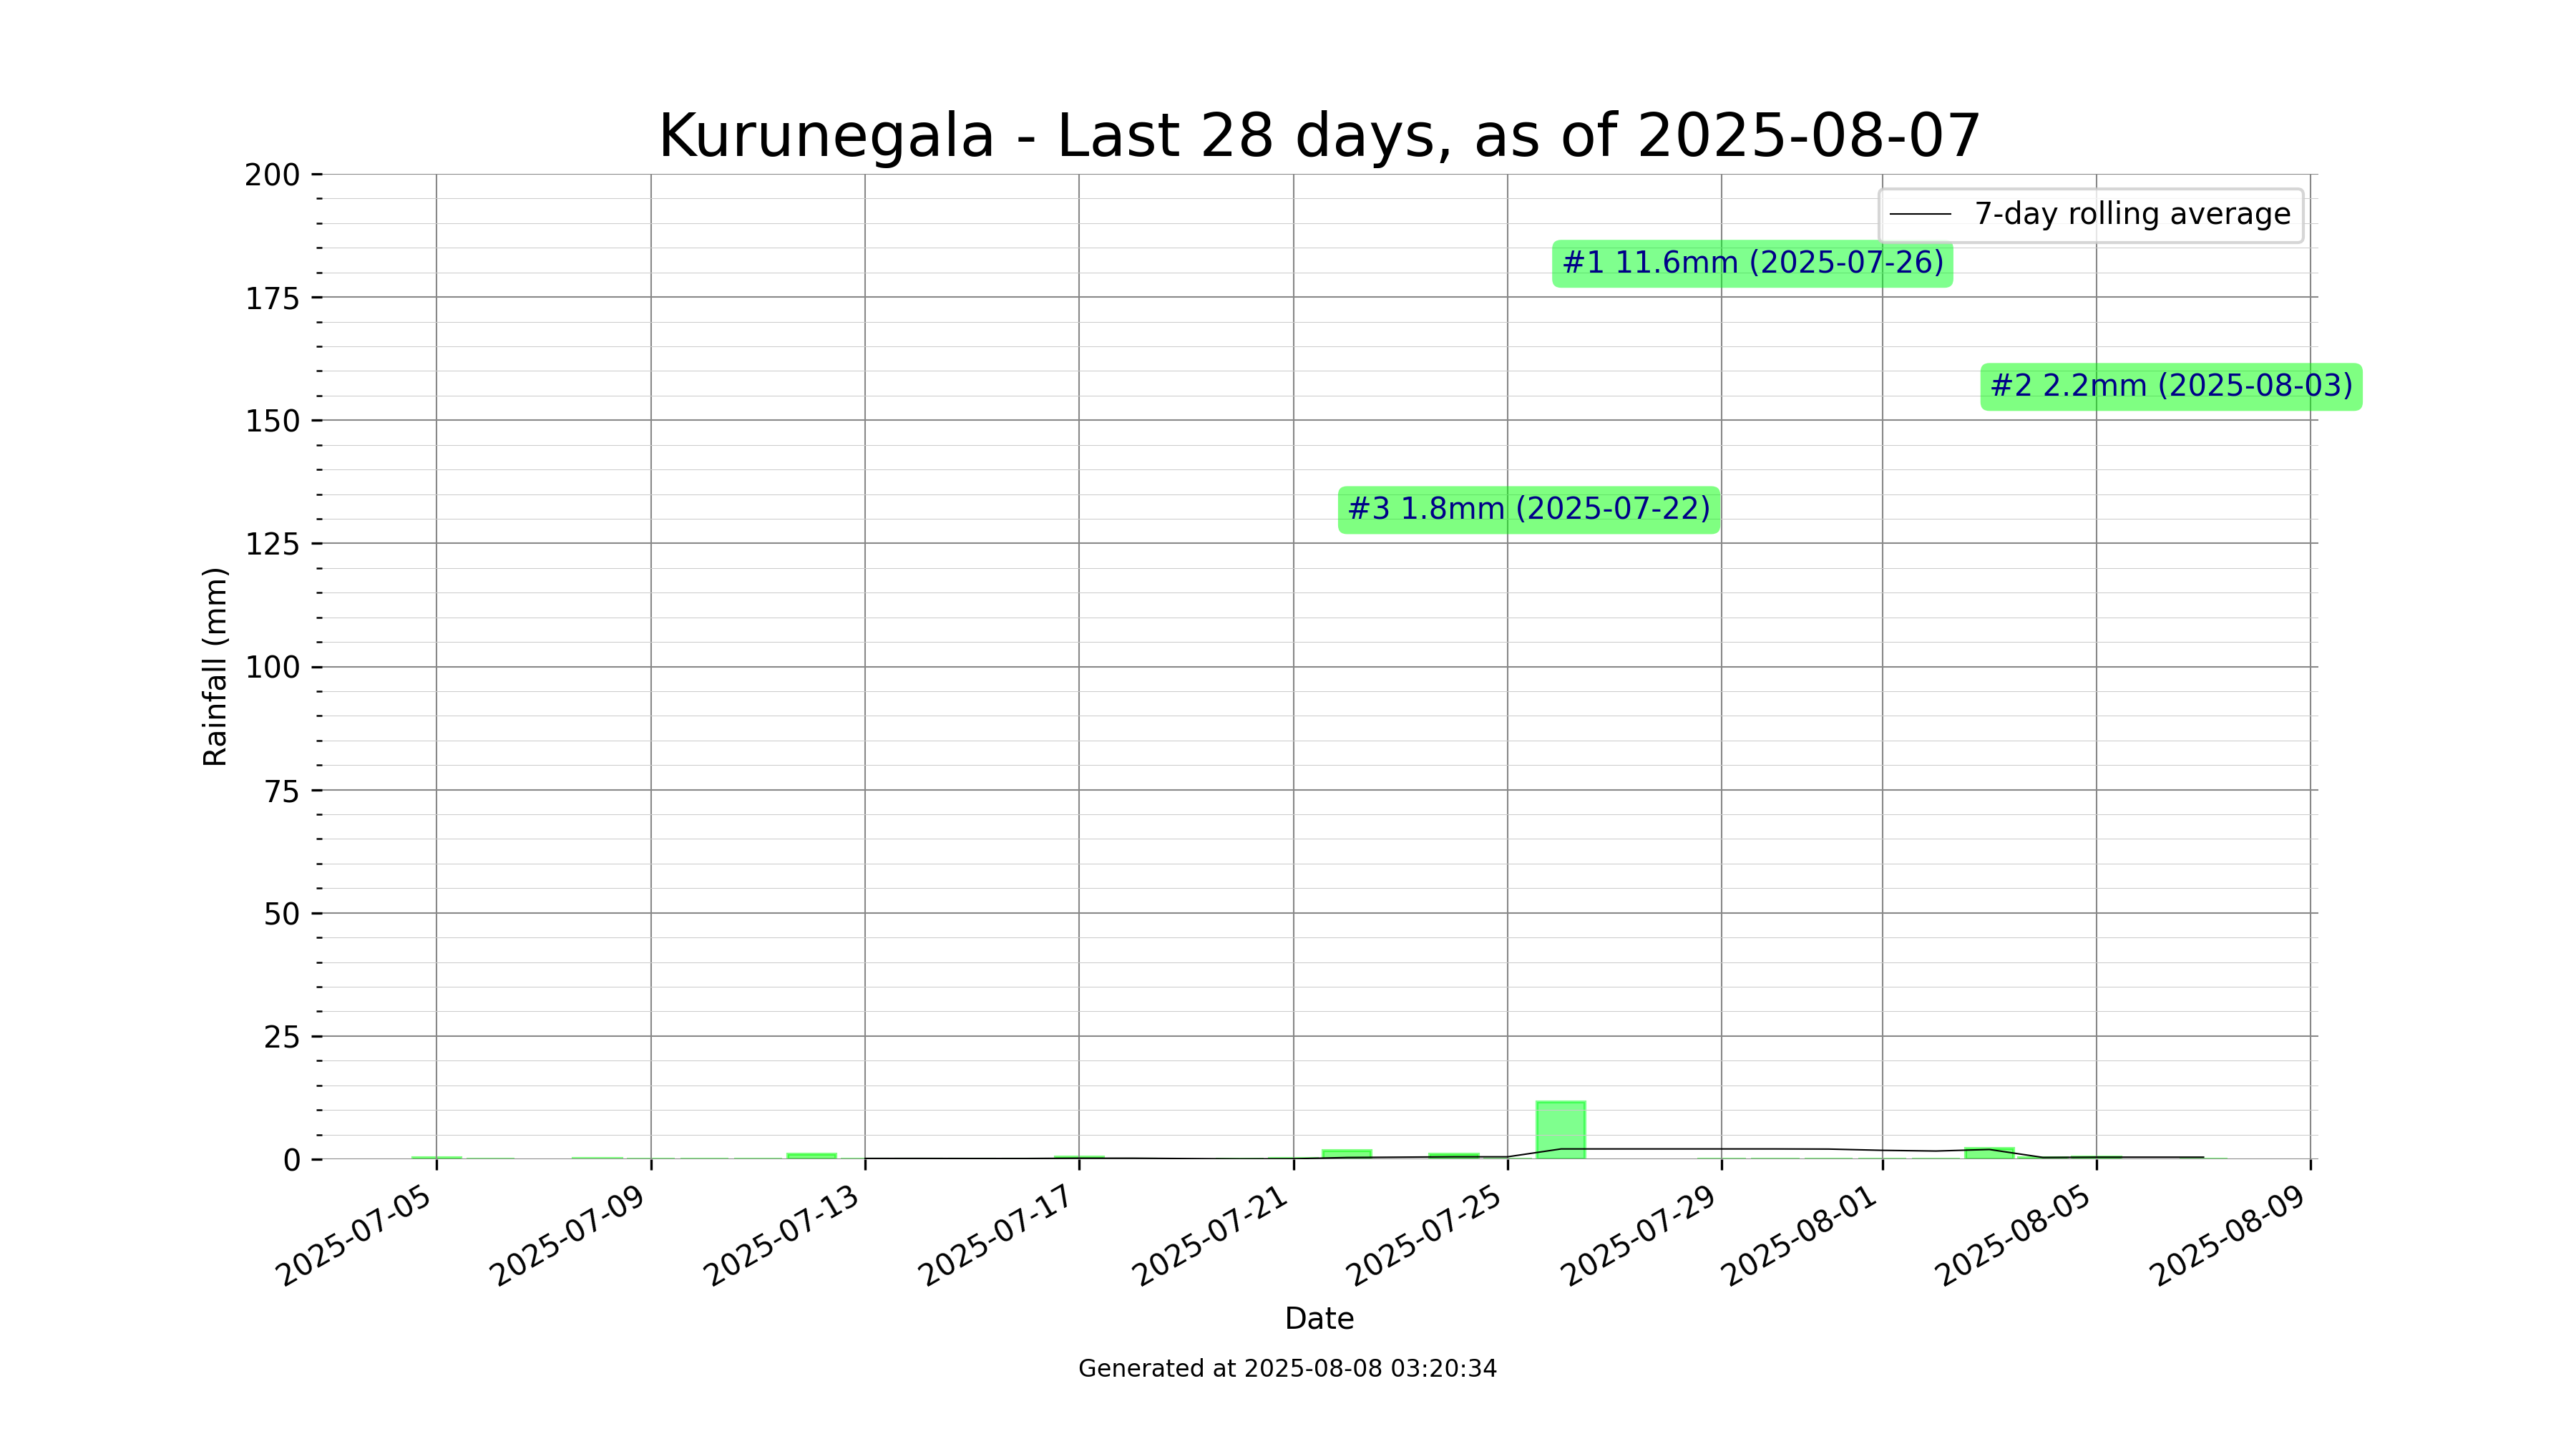 Kurunegala - Last 28 days, as of 2025-08-07
7-day rolling average
#1 11.6mm (2025-07-26)
#2 2.2mm (2025-08-03)
#3 1.8mm (2025-07-22)
Rainfall (mm)
200
175
150
125
100
75
50
25
0
2025-07-05
2025-07-09
2025-07-13
2025-07-17
2025-07-21
2025-07-25
2025-07-29
2025-08-01
2025-08-05
2025-08-09
Date
Generated at 2025-08-08 03:20:34